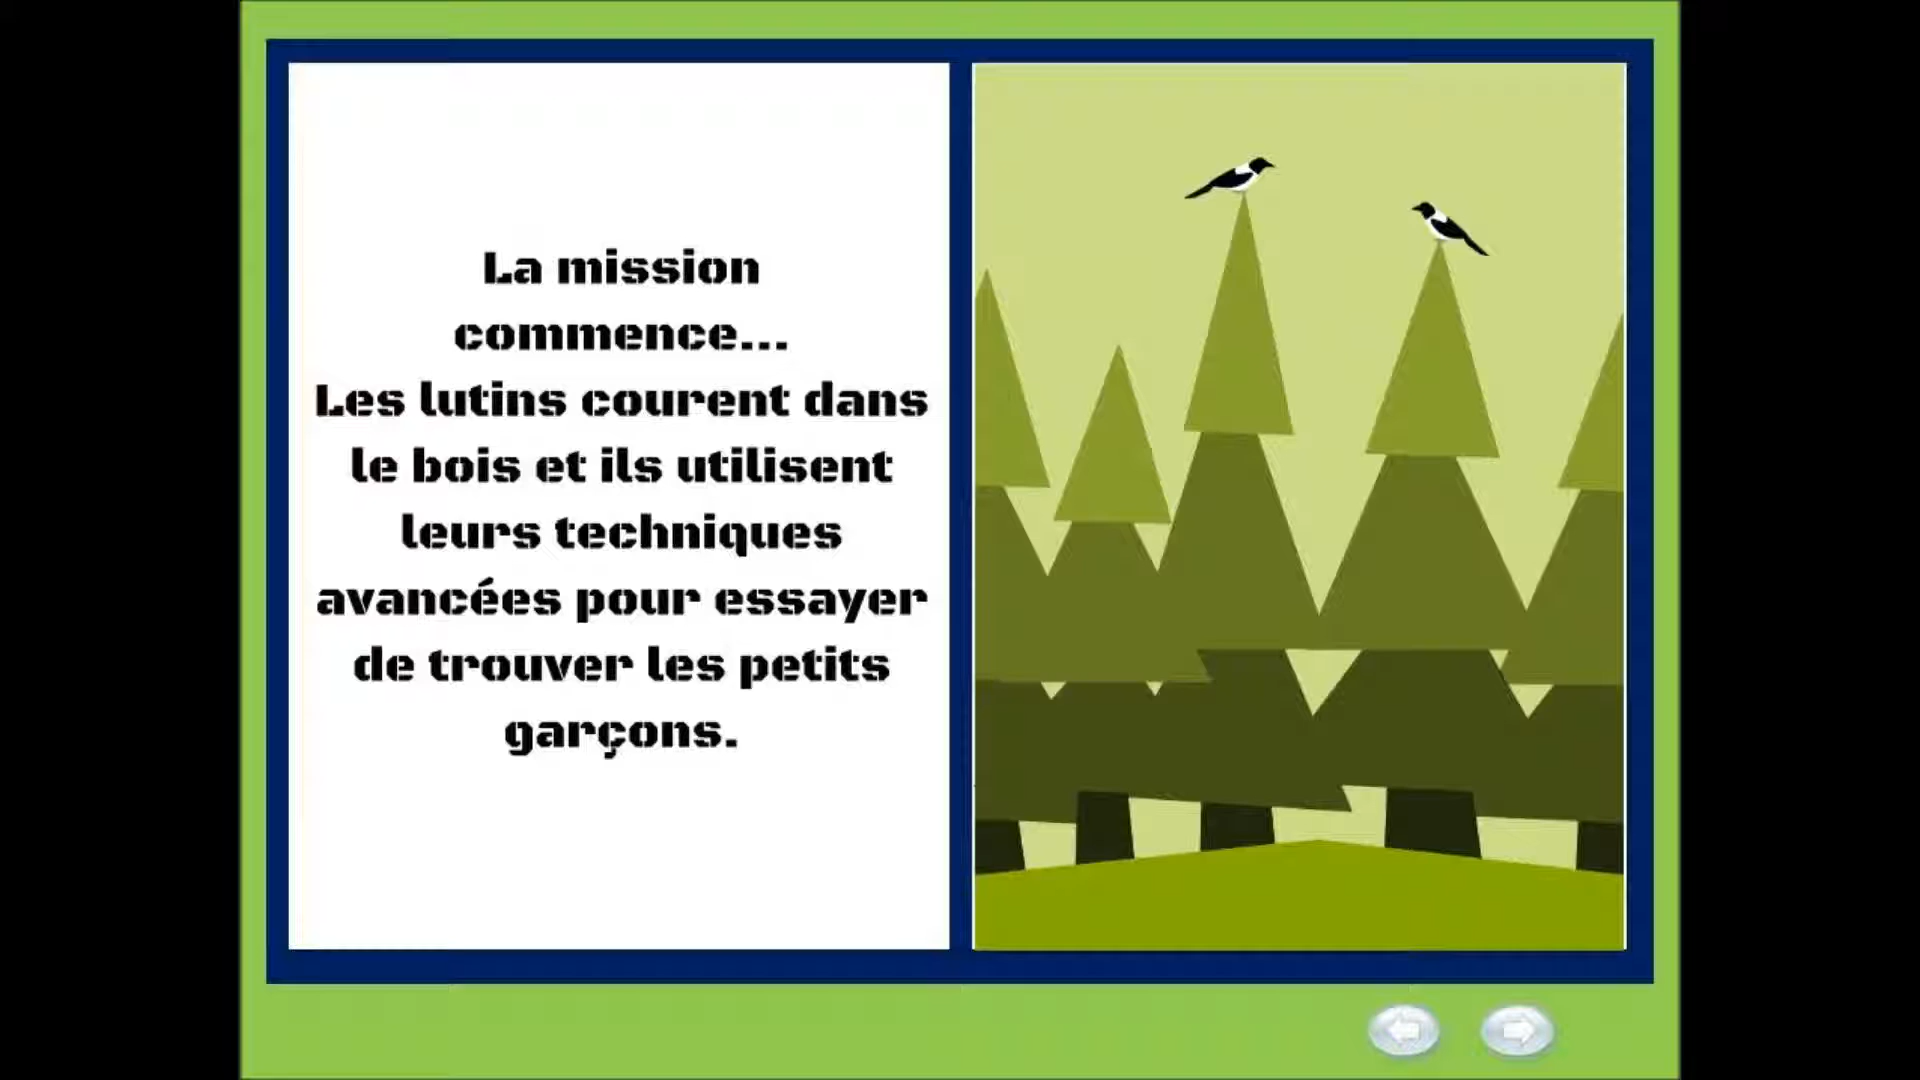 La mission
commence...
Les lutins courent dans
le bois et ils utilisent
leurs techniques
avancées pour essayer
de trouver les petits
garçons.